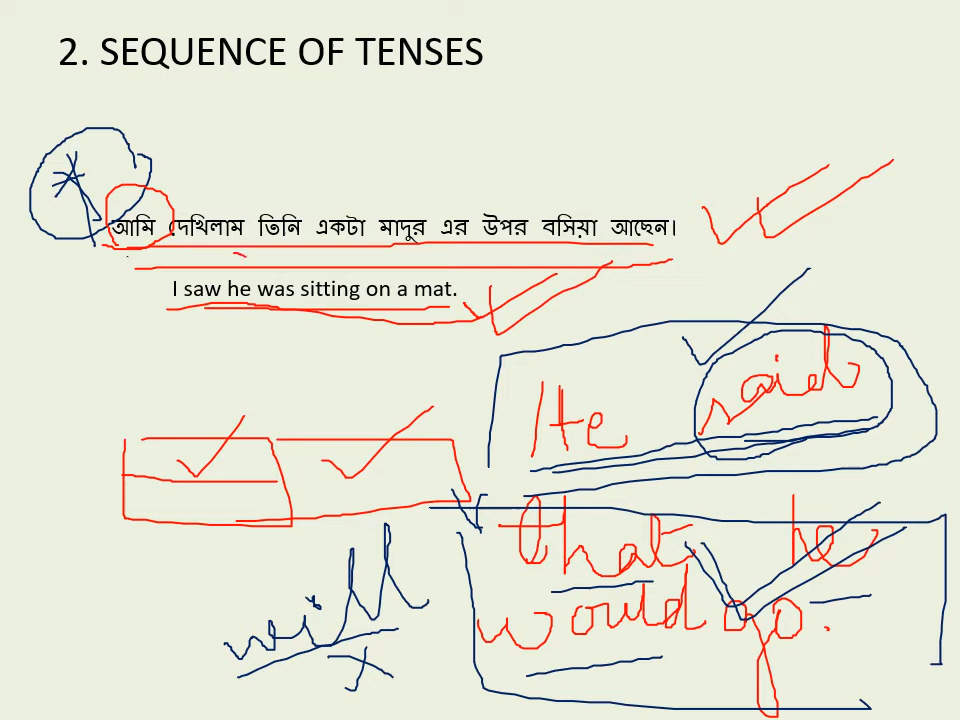 2. SEQUENCE OF TENSES
আমি দেখিলাম তিনি একটা মাদুর এর উপর বসিয়া আছেন।
I saw he was sitting on a mat.
He said
that he
would go.
will